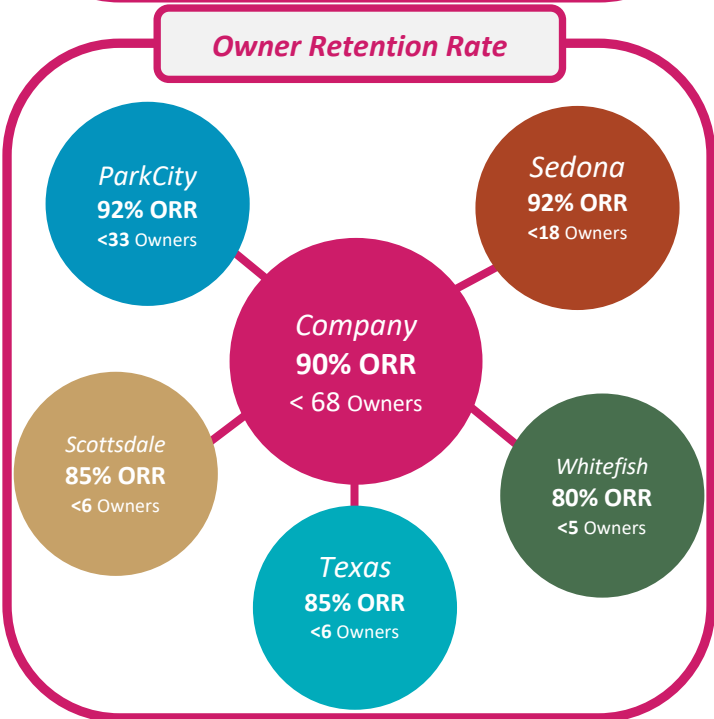 Owner Retention Rate
ParkCity
92% ORR
<33 Owners
Sedona
92% ORR
<18 Owners
Company
90% ORR
< 68 Owners
Scottsdale
85% ORR
<6 Owners
Whitefish
80% ORR
<5 Owners
Texas
85% ORR
<6 Owners